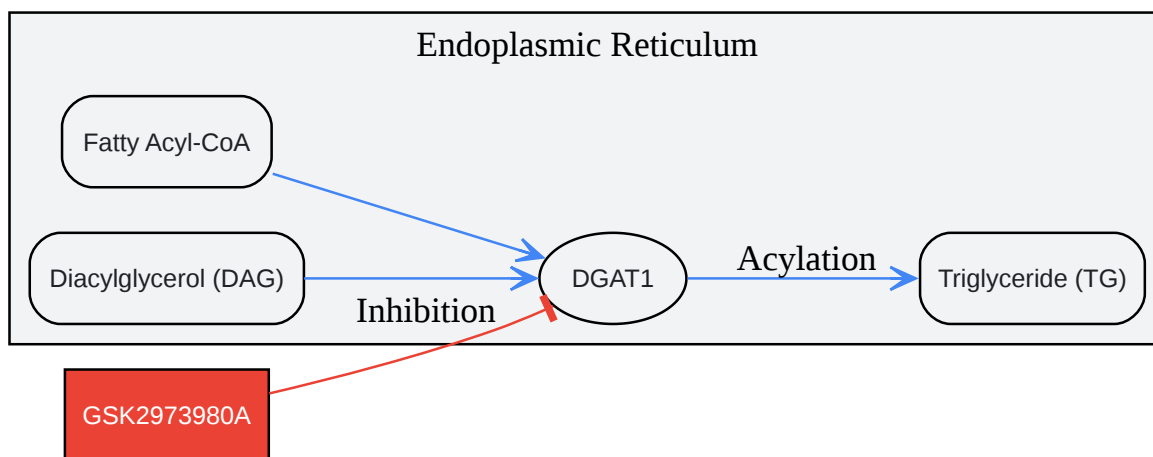 Endoplasmic Reticulum
Fatty Acyl-CoA
Diacylglycerol (DAG)
Inhibition
DGAT1
Acylation
Triglyceride (TG)
GSK2973980A